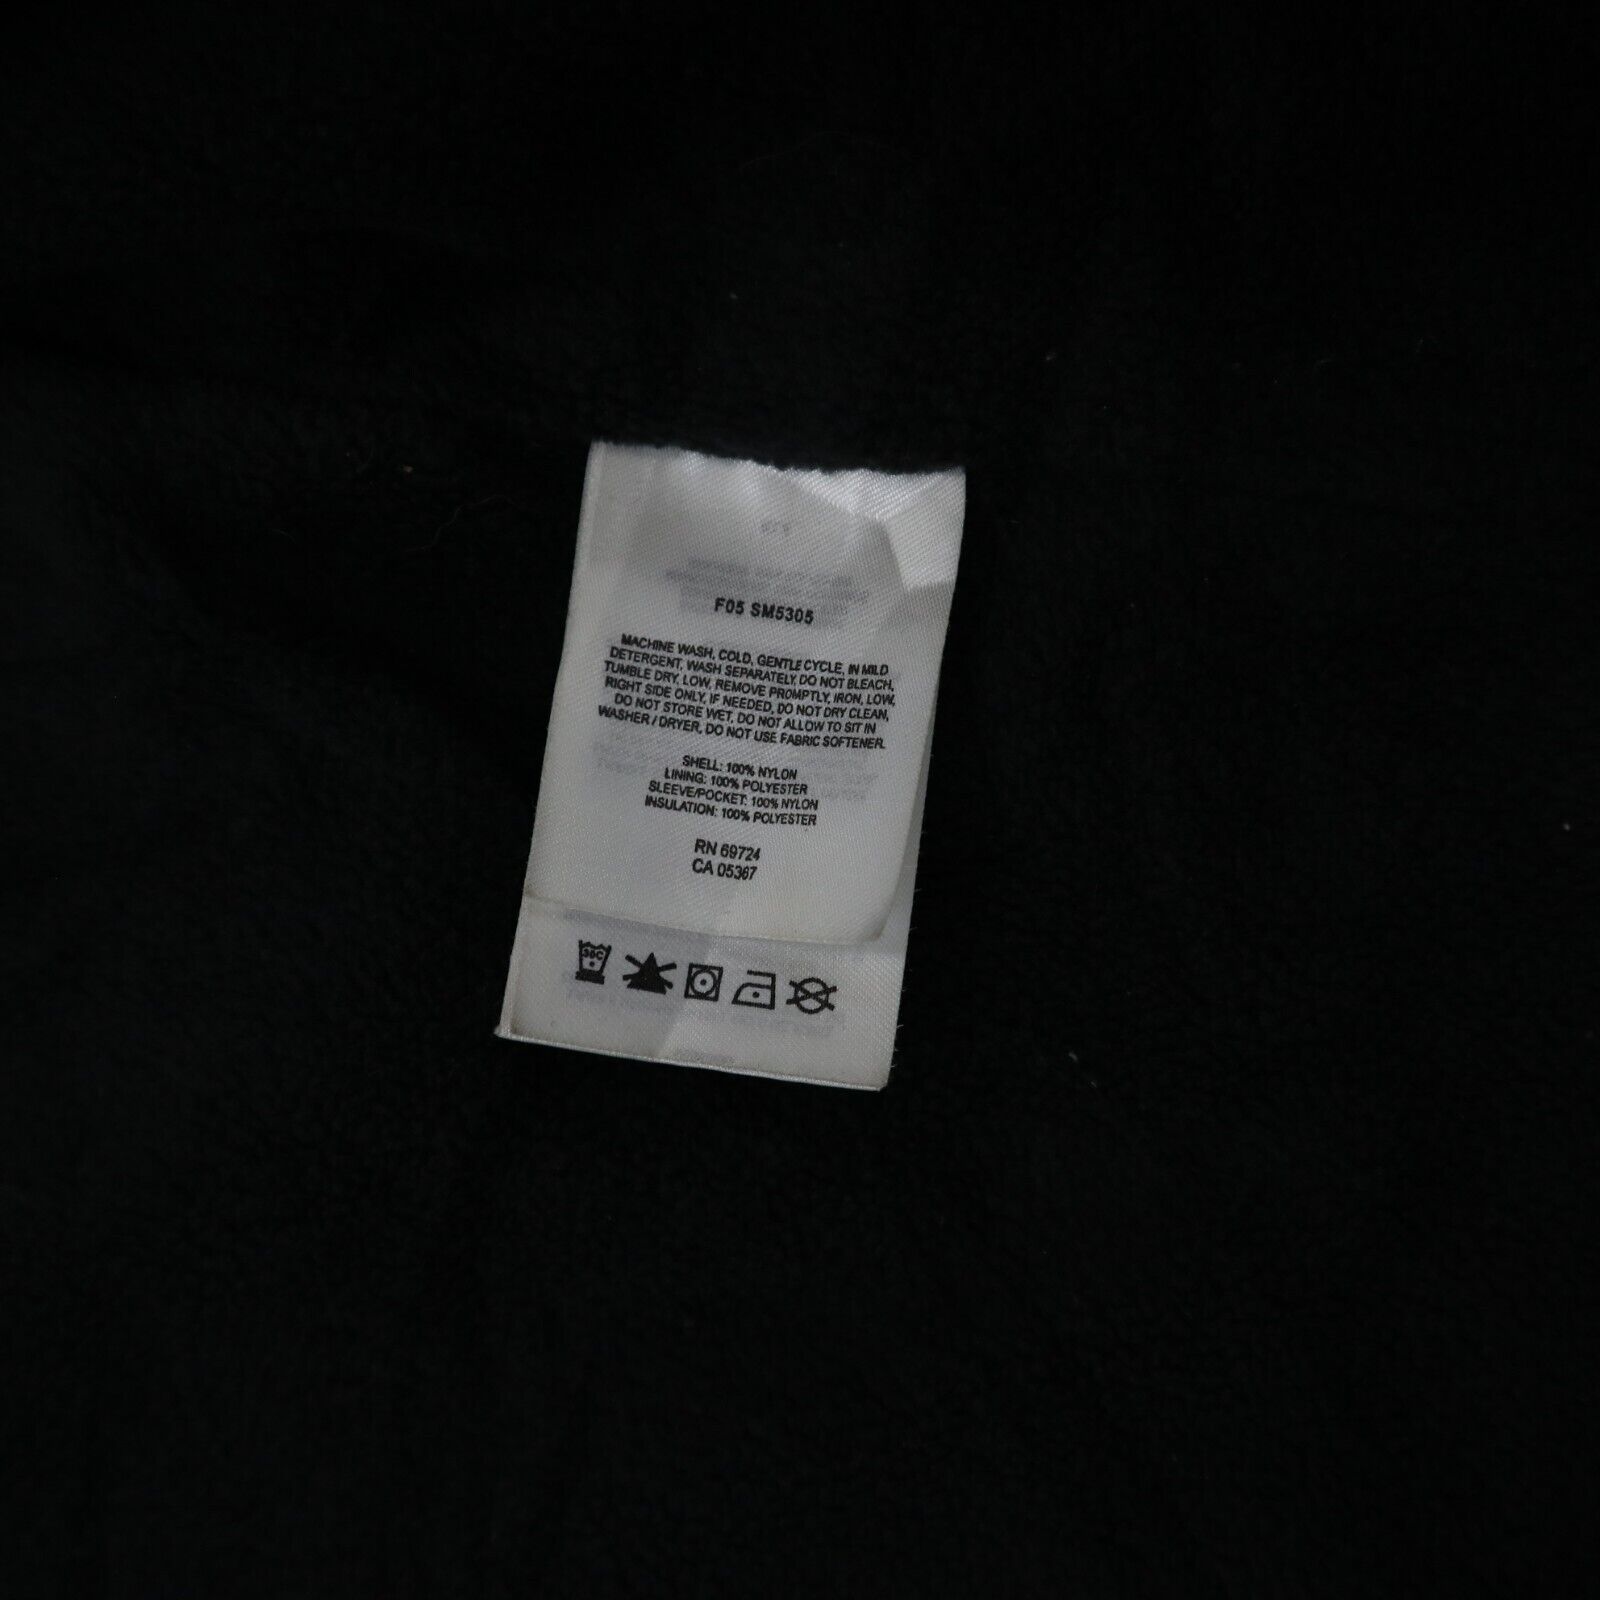 F05 SM5305
MACHINE WASH, COLD, GENTLE CYCLE, IN MILD
DETERGENT, WASH SEPARATELY, DO NOT BLEACH,
TUMBLE DRY, LOW, REMOVE PROMPTLY, IRON, LOW,
RIGHT SIDE ONLY, IF NEEDED, DO NOT DRY CLEAN,
DO NOT STORE WET, DO NOT ALLOW TO SIT IN
WASHER / DRYER, DO NOT USE FABRIC SOFTENER.
SHELL: 100% NYLON
LINING: 100% POLYESTER
SLEEVE/POCKET: 100% NYLON
INSULATION: 100% POLYESTER
RN 69724
CA 05367
30C